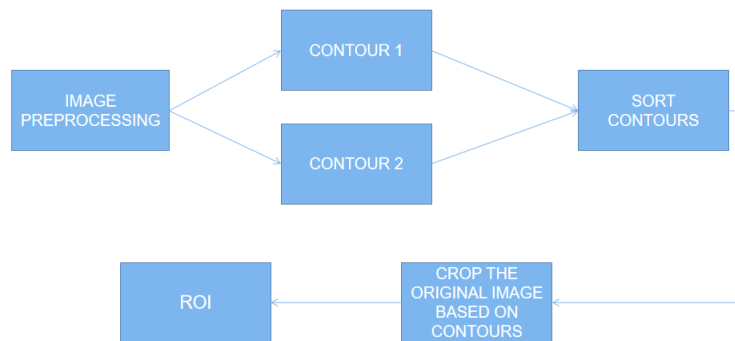 IMAGE
PREPROCESSING
CONTOUR 1
CONTOUR 2
SORT
CONTOURS
ROI
CROP THE
ORIGINAL IMAGE
BASED ON
CONTOURS